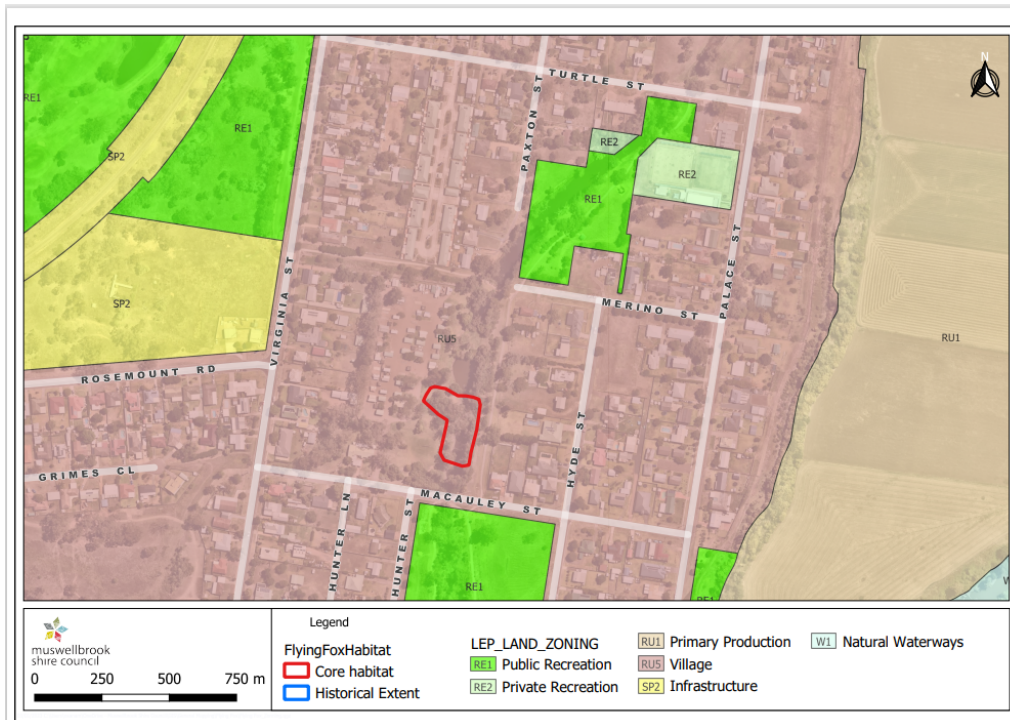 N
TURTLE ST
PAXTON ST
RE1
RE1
SP2
RE2
RE2
RE1
VIRGINIA ST
PALACE ST
SP2
MERINO ST
RU5
RU1
ROSEMOUNT RD
HYDE ST
GRIMES CL
MACAULEY ST
HUNTER LN
HUNTER ST
RE1
RE1
W
muswellbrook
shire council
0 250 500 750 m
Legend
FlyingFoxHabitat
Core habitat
Historical Extent
LEP_LAND_ZONING
RE1 Public Recreation
RE2 Private Recreation
RU1 Primary Production
RU5 Village
SP2 Infrastructure
W1 Natural Waterways